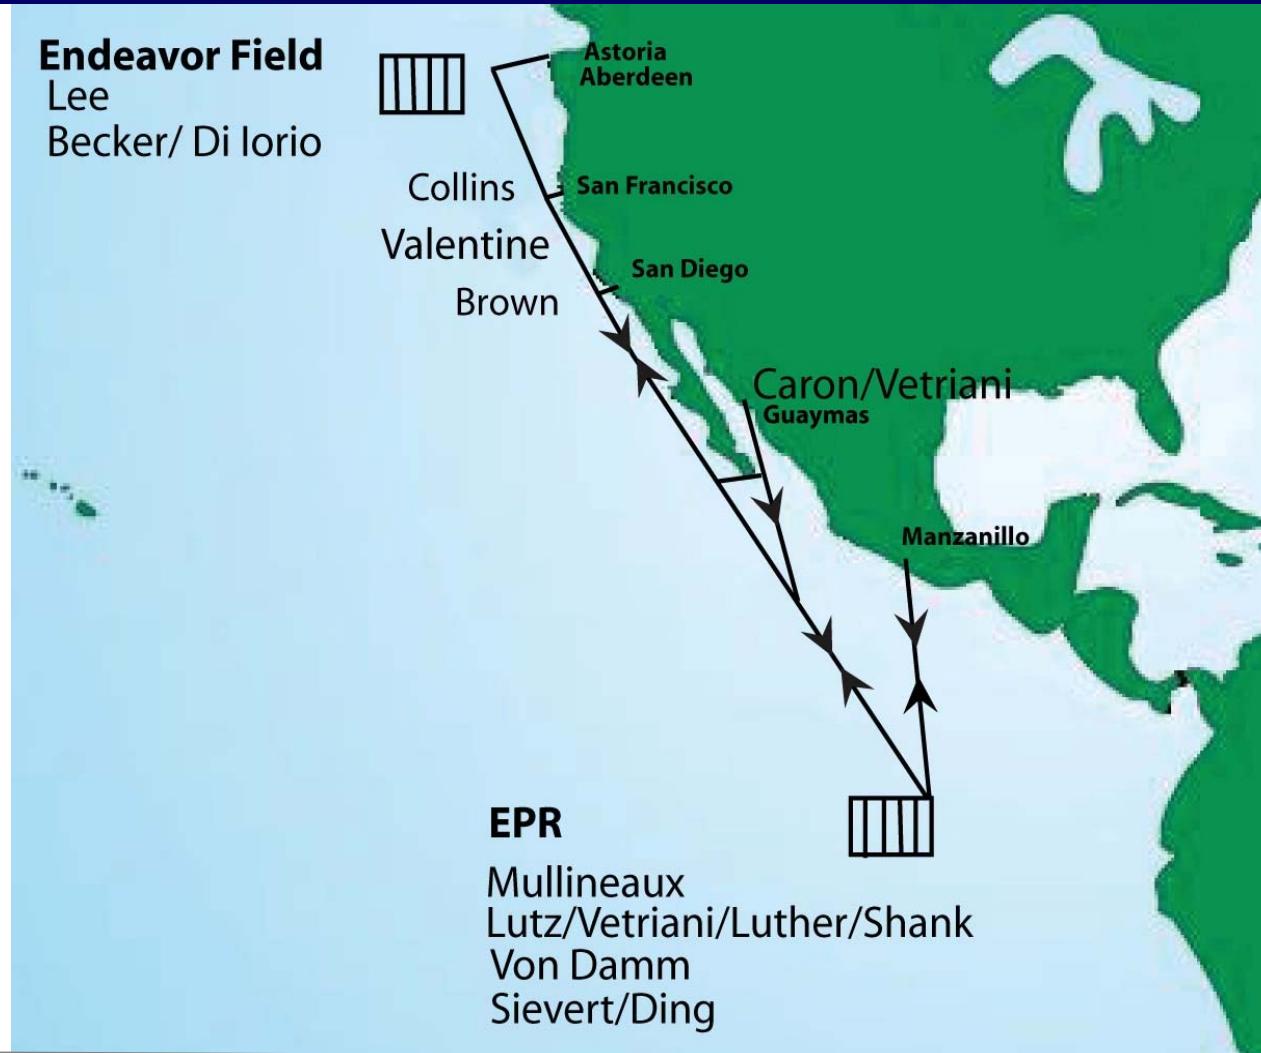 Endeavor Field
Lee
Becker/ Di Iorio
Astoria
Aberdeen
Collins
San Francisco
Valentine
San Diego
Brown
Caron/Vetriani
Guaymas
Manzanillo
EPR
Mullineaux
Lutz/Vetriani/Luther/Shank
Von Damm
Sievert/Ding